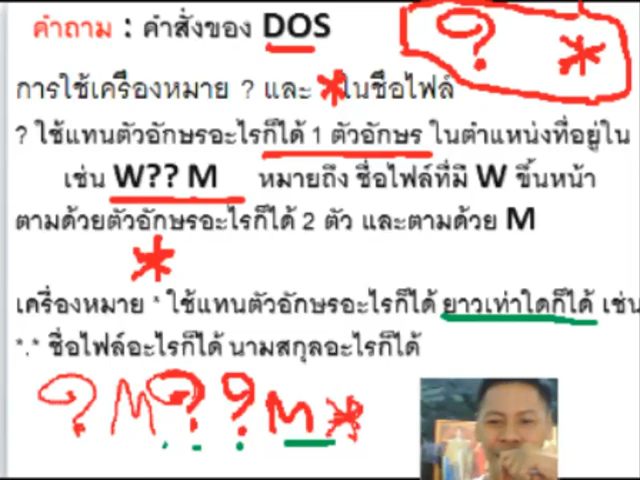 คำถาม : คำสั่งของ DOS ? *
การใช้เครื่องหมาย ? และ * ในชื่อไฟล์
? ใช้แทนตัวอักษรอะไรก็ได้ 1 ตัวอักษร ในตำแหน่งที่อยู่ใน
เช่น W?? M หมายถึง ชื่อไฟล์ที่มี W ขึ้นหน้า
ตามด้วยตัวอักษรอะไรก็ได้ 2 ตัว และตามด้วย M
*
เครื่องหมาย * ใช้แทนตัวอักษรอะไรก็ได้ ยาวเท่าใดก็ได้ เช่น
*.* ชื่อไฟล์อะไรก็ได้ นามสกุลอะไรก็ได้
? M ? ? M *